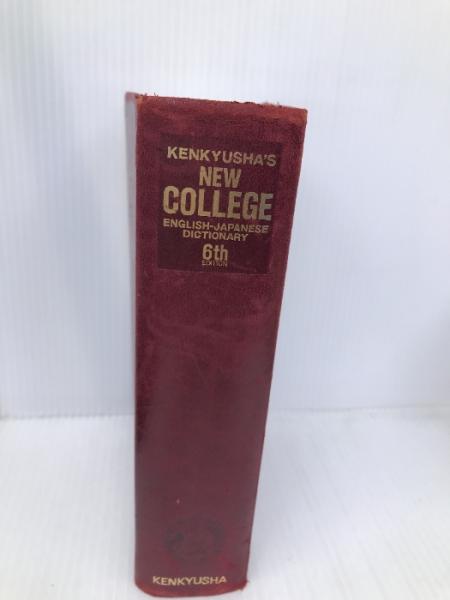 KENKYUSHA'S
NEW
COLLEGE
ENGLISH-JAPANESE
DICTIONARY
6th
EDITION
KENKYUSHA